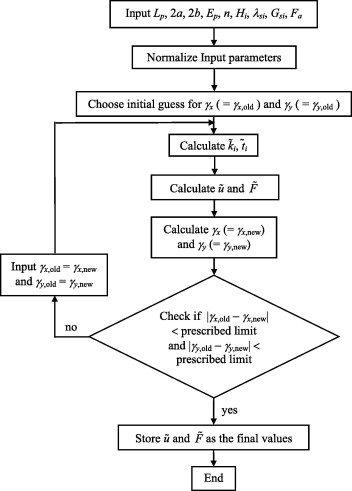 Input Lp, 2a, 2b, Ep, n, Hi, λsi, Gsi, Fa
Normalize Input parameters
Choose initial guess for γx ( = γx,old ) and γy ( = γy,old )
Calculate k̃i, t̃i
Calculate ũ and F̃
Calculate γx (= γx,new)
and γy (= γy,new)
Input γx,old = γx,new
and γy,old = γy,new
Check if |γx,old − γx,new|
< prescribed limit
and |γy,old − γy,new| <
prescribed limit
no
yes
Store ũ and F̃ as the final values
End